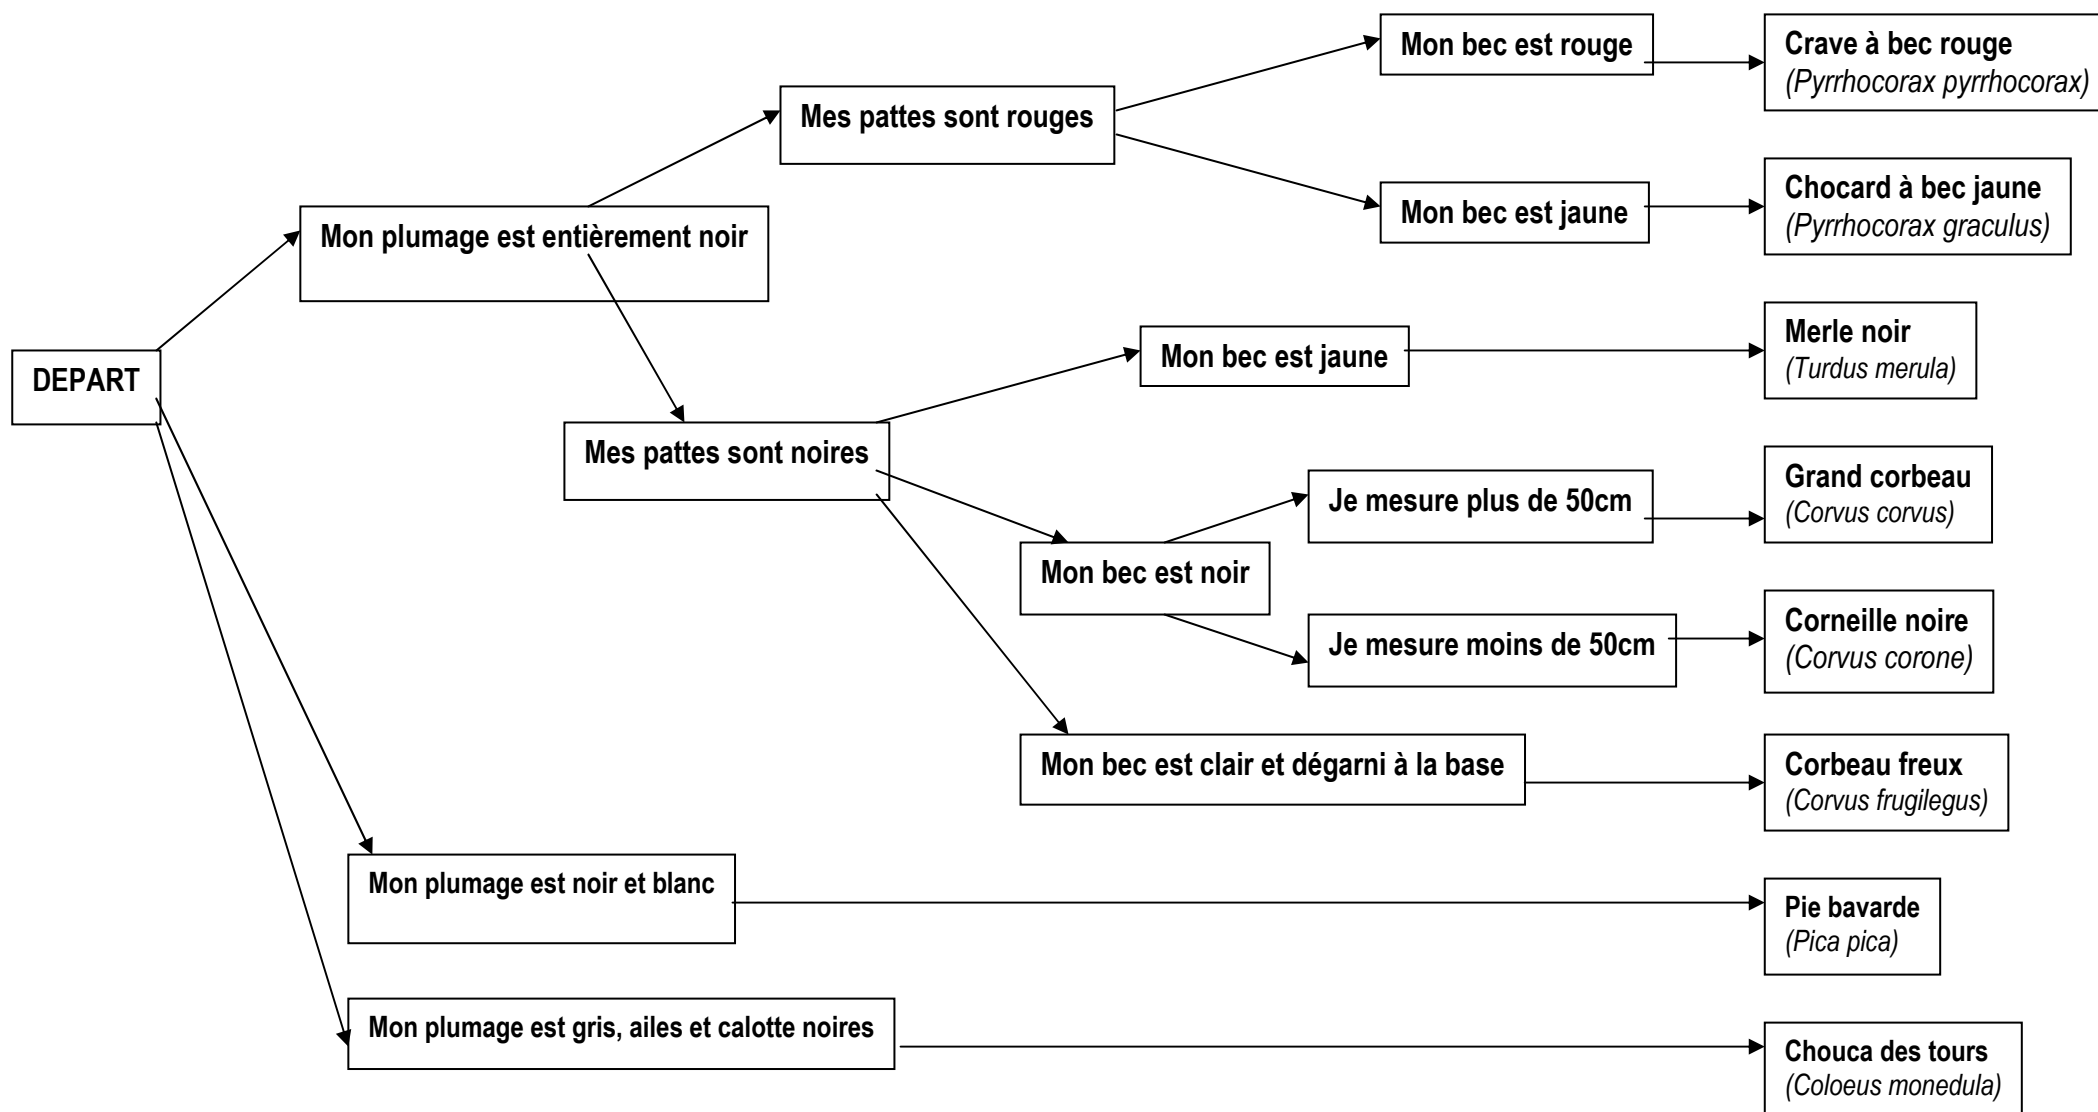 Mon bec est rouge
Crave à bec rouge
(Pyrrhocorax pyrrhocorax)
Mes pattes sont rouges
Mon bec est jaune
Chocard à bec jaune
(Pyrrhocorax graculus)
Mon plumage est entièrement noir
Mon bec est jaune
Merle noir
(Turdus merula)
DEPART
Mes pattes sont noires
Je mesure plus de 50cm
Grand corbeau
(Corvus corvus)
Mon bec est noir
Je mesure moins de 50cm
Corneille noire
(Corvus corone)
Mon bec est clair et dégarni à la base
Corbeau freux
(Corvus frugilegus)
Mon plumage est noir et blanc
Pie bavarde
(Pica pica)
Mon plumage est gris, ailes et calotte noires
Chouca des tours
(Coloeus monedula)